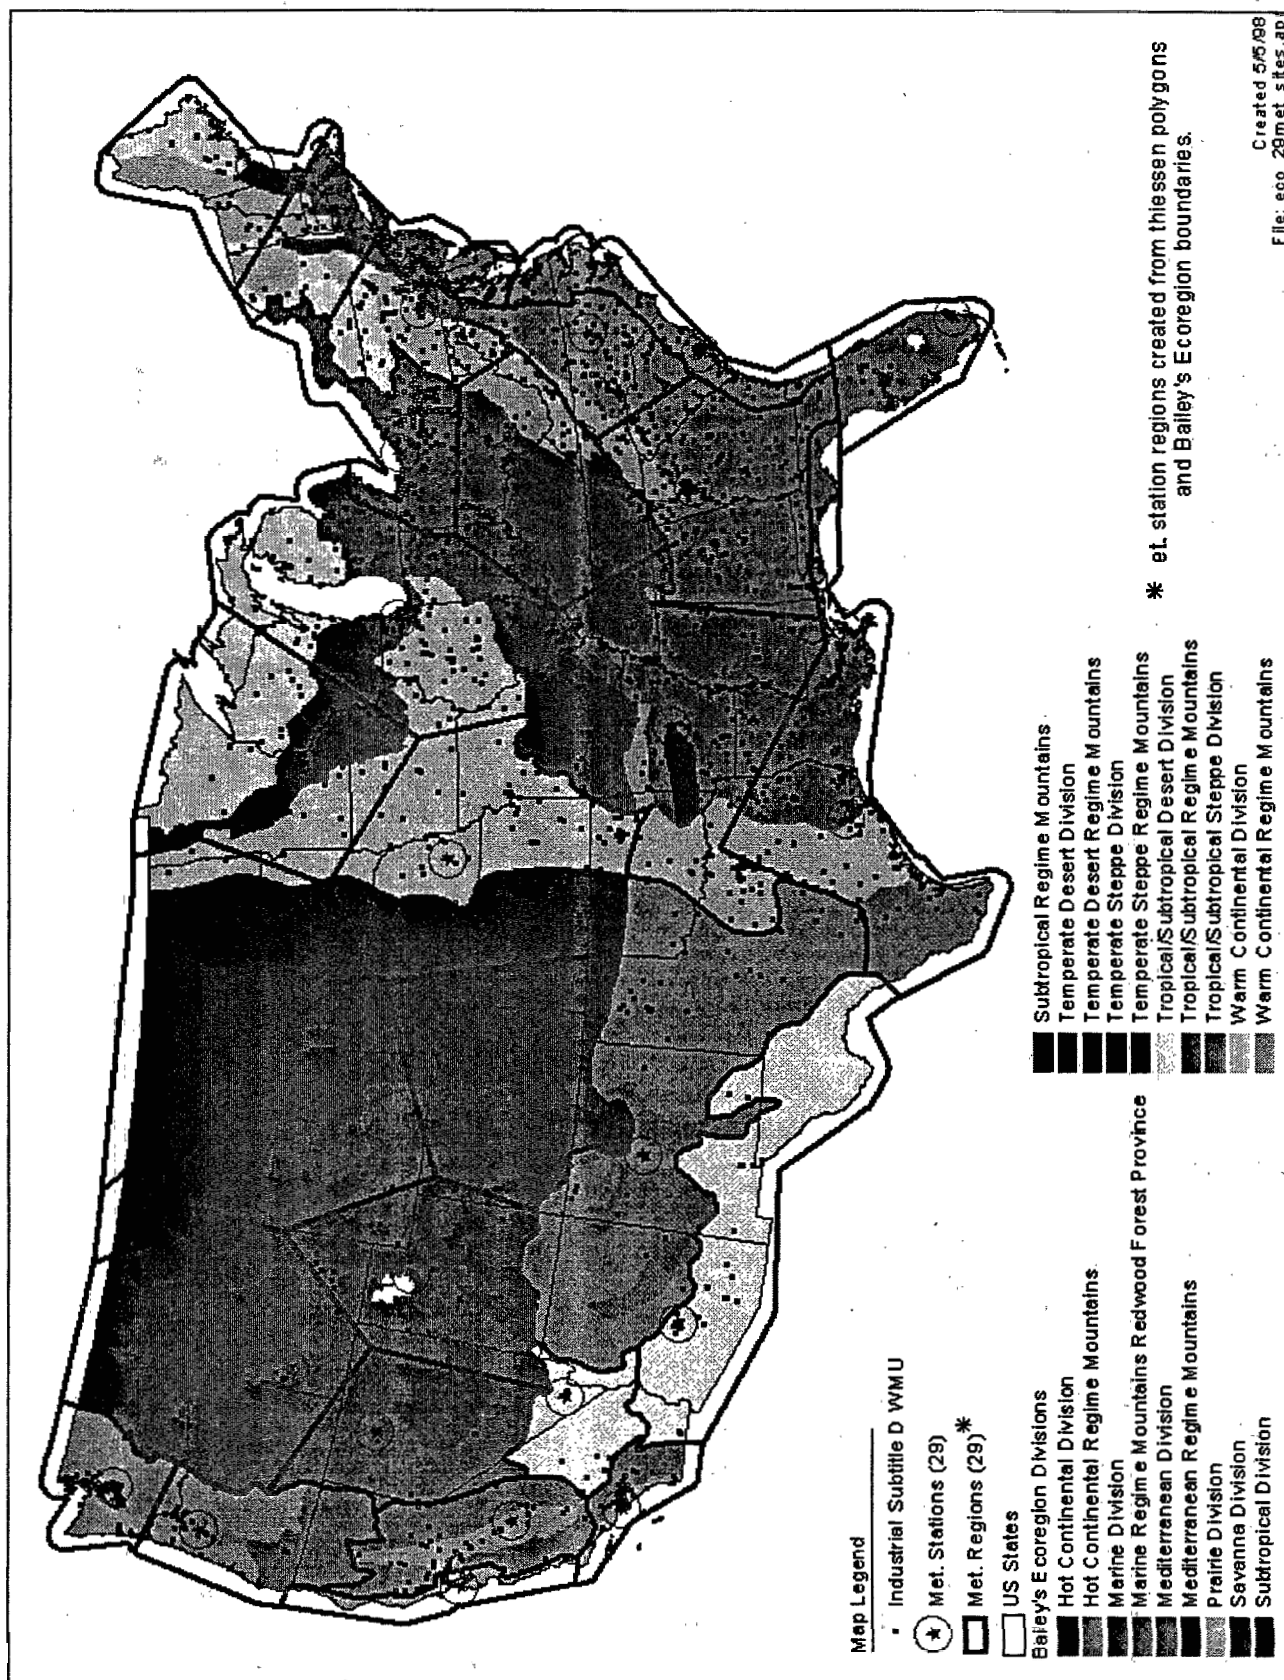 Map Legend
Industrial Subtitle D WMU
Met. Stations (29)
Met. Regions (29)*
US States
Bailey's Ecoregion Divisions
Hot Continental Division
Hot Continental Regime Mountains
Marine Division
Marine Regime Mountains Redwood Forest Province
Mediterranean Division
Mediterranean Regime Mountains
Prairie Division
Savanna Division
Subtropical Division
Subtropical Regime Mountains
Temperate Desert Division
Temperate Desert Regime Mountains
Temperate Steppe Division
Temperate Steppe Regime Mountains
Tropical/Subtropical Desert Division
Tropical/Subtropical Regime Mountains
Tropical/Subtropical Steppe Division
Warm Continental Division
Warm Continental Regime Mountains
* et. station regions created from thiessen polygons
and Bailey's Ecoregion boundaries.
Created 5/5/98
File: eco_29met_sites.ap